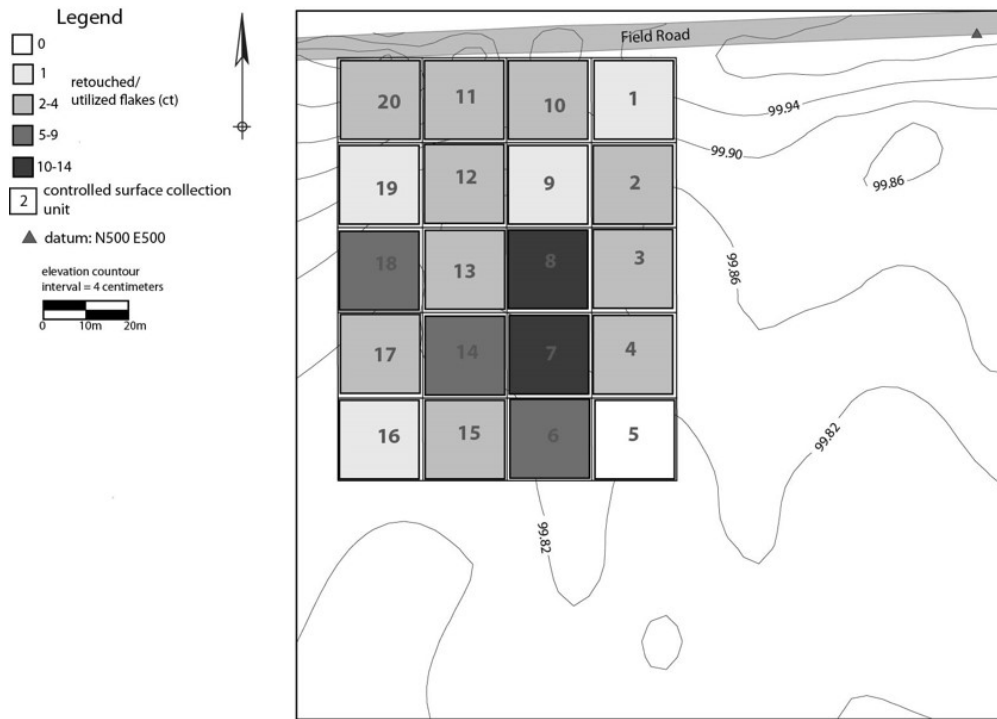 Legend
0
1
retouched/
utilized flakes (ct)
2-4
5-9
10-14
2 controlled surface collection
unit
datum: N500 E500
elevation countour
interval = 4 centimeters
0 10m 20m
Field Road
20 11 10 1
99.94
99.90
19 12 9 2
99.86
18 13 8 3
99.86
17 14 7 4
16 15 6 5
99.82
99.82